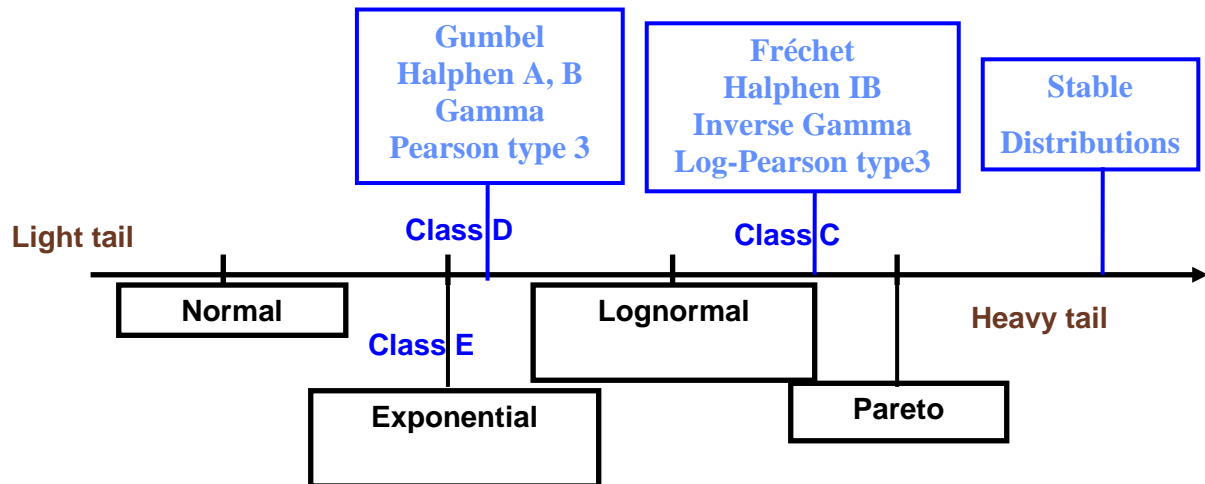 Gumbel
Halphen A, B
Gamma
Pearson type 3
Fréchet
Halphen IB
Inverse Gamma
Log-Pearson type3
Stable
Distributions
Light tail
Class D
Class C
Normal
Lognormal
Heavy tail
Class E
Exponential
Pareto